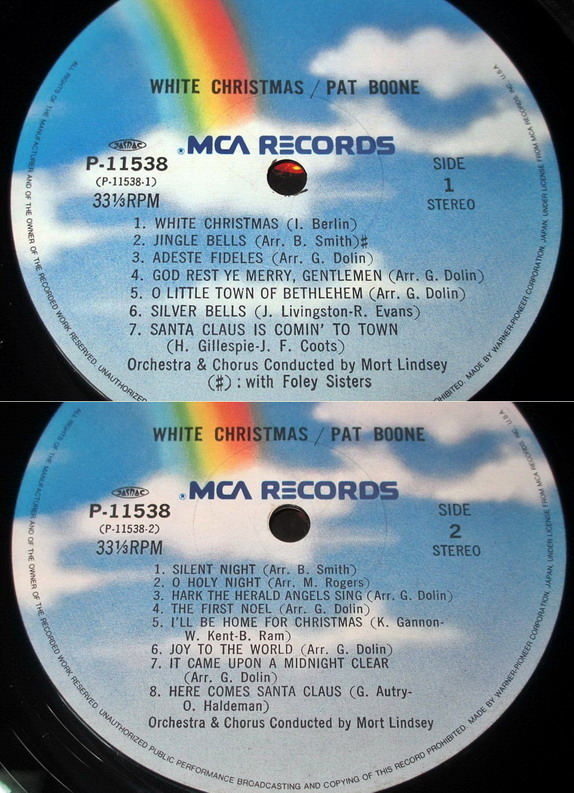 WHITE CHRISTMAS / PAT BOONE
JASRAC
MCA RECORDS
P-11538
(P-11538-1)
33⅓RPM
SIDE
1
STEREO
1. WHITE CHRISTMAS (I. Berlin)
2. JINGLE BELLS (Arr. B. Smith)♯
3. ADESTE FIDELES (Arr. G. Dolin)
4. GOD REST YE MERRY, GENTLEMEN (Arr. G. Dolin)
5. O LITTLE TOWN OF BETHLEHEM (Arr. G. Dolin)
6. SILVER BELLS (J. Livingston-R. Evans)
7. SANTA CLAUS IS COMIN' TO TOWN
(H. Gillespie-J. F. Coots)
Orchestra & Chorus Conducted by Mort Lindsey
(♯) : with Foley Sisters
ALL RIGHTS OF THE MANUFACTURER AND OF THE OWNER OF THE RECORDED WORK RESERVED. UNAUTHORIZED
HIBITED. MADE BY WARNER-PIONEER CORPORATION, JAPAN, UNDER LICENSE FROM MCA RECORDS INC. U.S.A
WHITE CHRISTMAS / PAT BOONE
JASRAC
MCA RECORDS
P-11538
(P-11538-2)
33⅓RPM
SIDE
2
STEREO
1. SILENT NIGHT (Arr. B. Smith)
2. O HOLY NIGHT (Arr. M. Rogers)
3. HARK THE HERALD ANGELS SING (Arr. G. Dolin)
4. THE FIRST NOEL (Arr. G. Dolin)
5. I'LL BE HOME FOR CHRISTMAS (K. Gannon-
W. Kent-B. Ram)
6. JOY TO THE WORLD (Arr. G. Dolin)
7. IT CAME UPON A MIDNIGHT CLEAR
(Arr. G. Dolin)
8. HERE COMES SANTA CLAUS (G. Autry-
O. Haldeman)
Orchestra & Chorus Conducted by Mort Lindsey
ALL RIGHTS OF THE MANUFACTURER AND OF THE OWNER OF THE RECORDED WORK RESERVED. UNAUTHORIZED PUBLIC PERFORMANCE BROADCASTING AND COPYING OF THIS RECORD PROHIBITED. MADE BY WARNER-PIONEER CORPORATION, JAPAN, UNDER LICENSE FROM MCA RECORDS INC. U.S.A